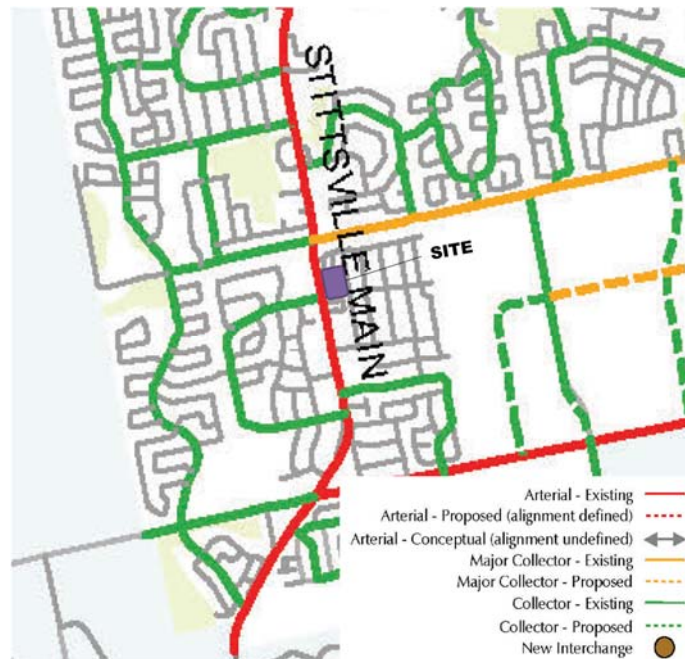 STITTSVILLE MAIN
SITE
Arterial - Existing
Arterial - Proposed (alignment defined)
Arterial - Conceptual (alignment undefined)
Major Collector - Existing
Major Collector - Proposed
Collector - Existing
Collector - Proposed
New Interchange